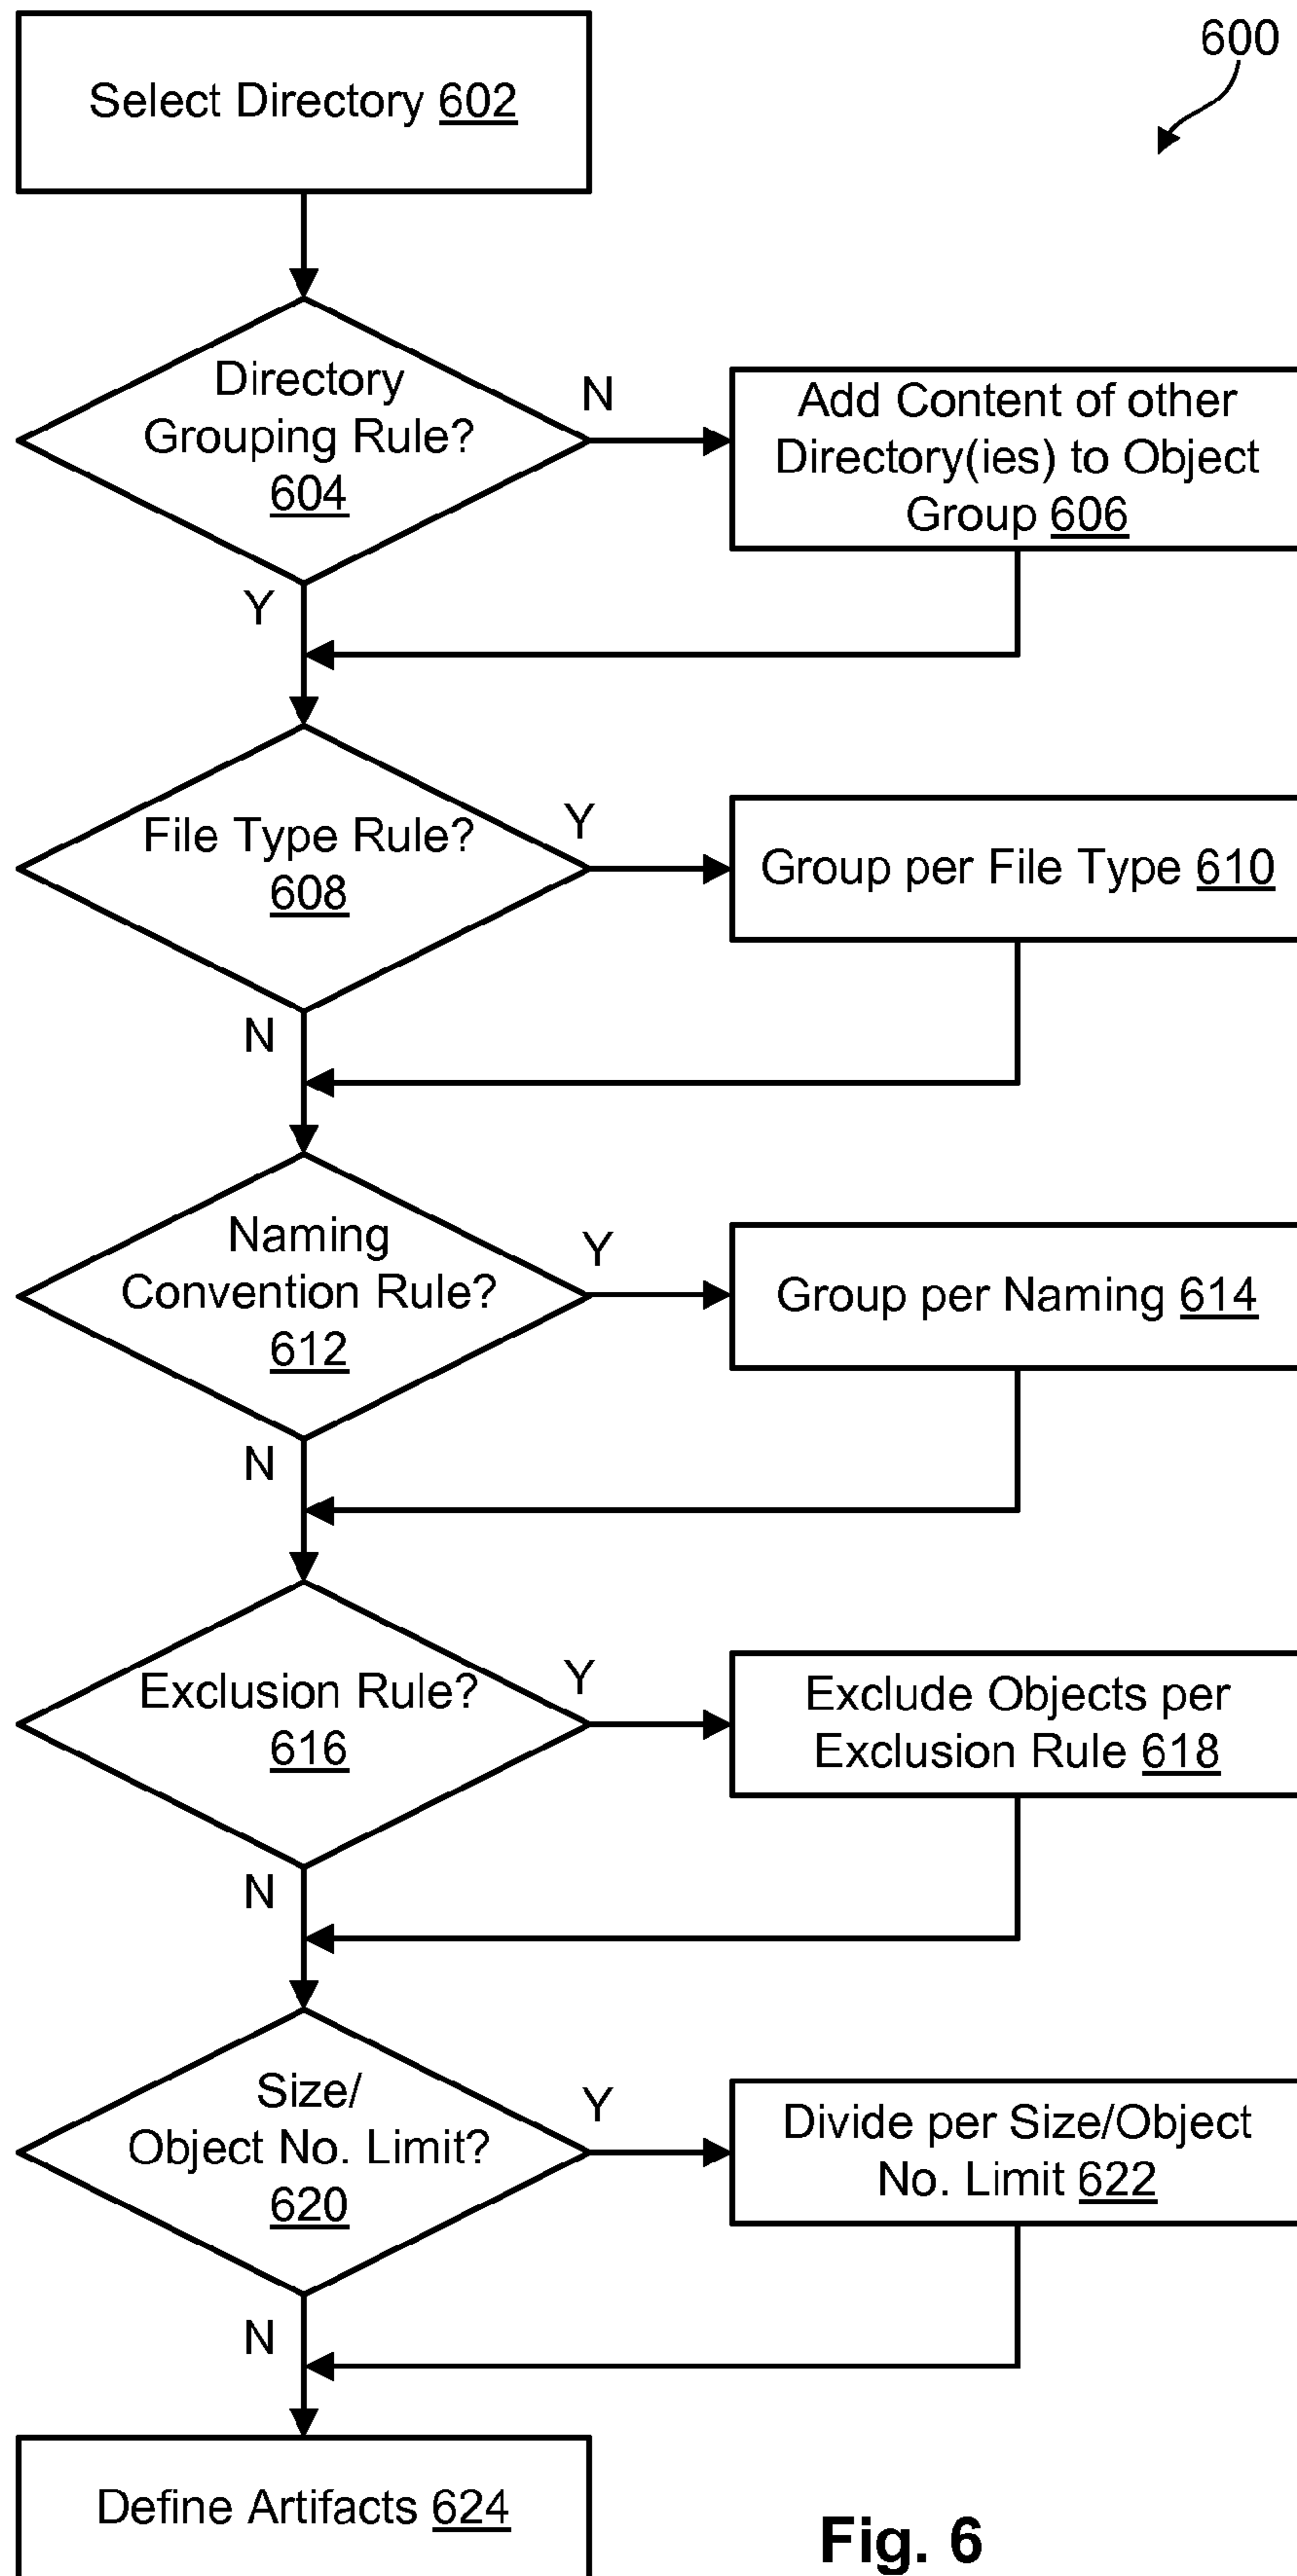 600
Select Directory 602
Directory
Grouping Rule?
604
N
Y
Add Content of other
Directory(ies) to Object
Group 606
File Type Rule?
608
Y
N
Group per File Type 610
Naming
Convention Rule?
612
Y
N
Group per Naming 614
Exclusion Rule?
616
Y
N
Exclude Objects per
Exclusion Rule 618
Size/
Object No. Limit?
620
Y
N
Divide per Size/Object
No. Limit 622
Define Artifacts 624
Fig. 6